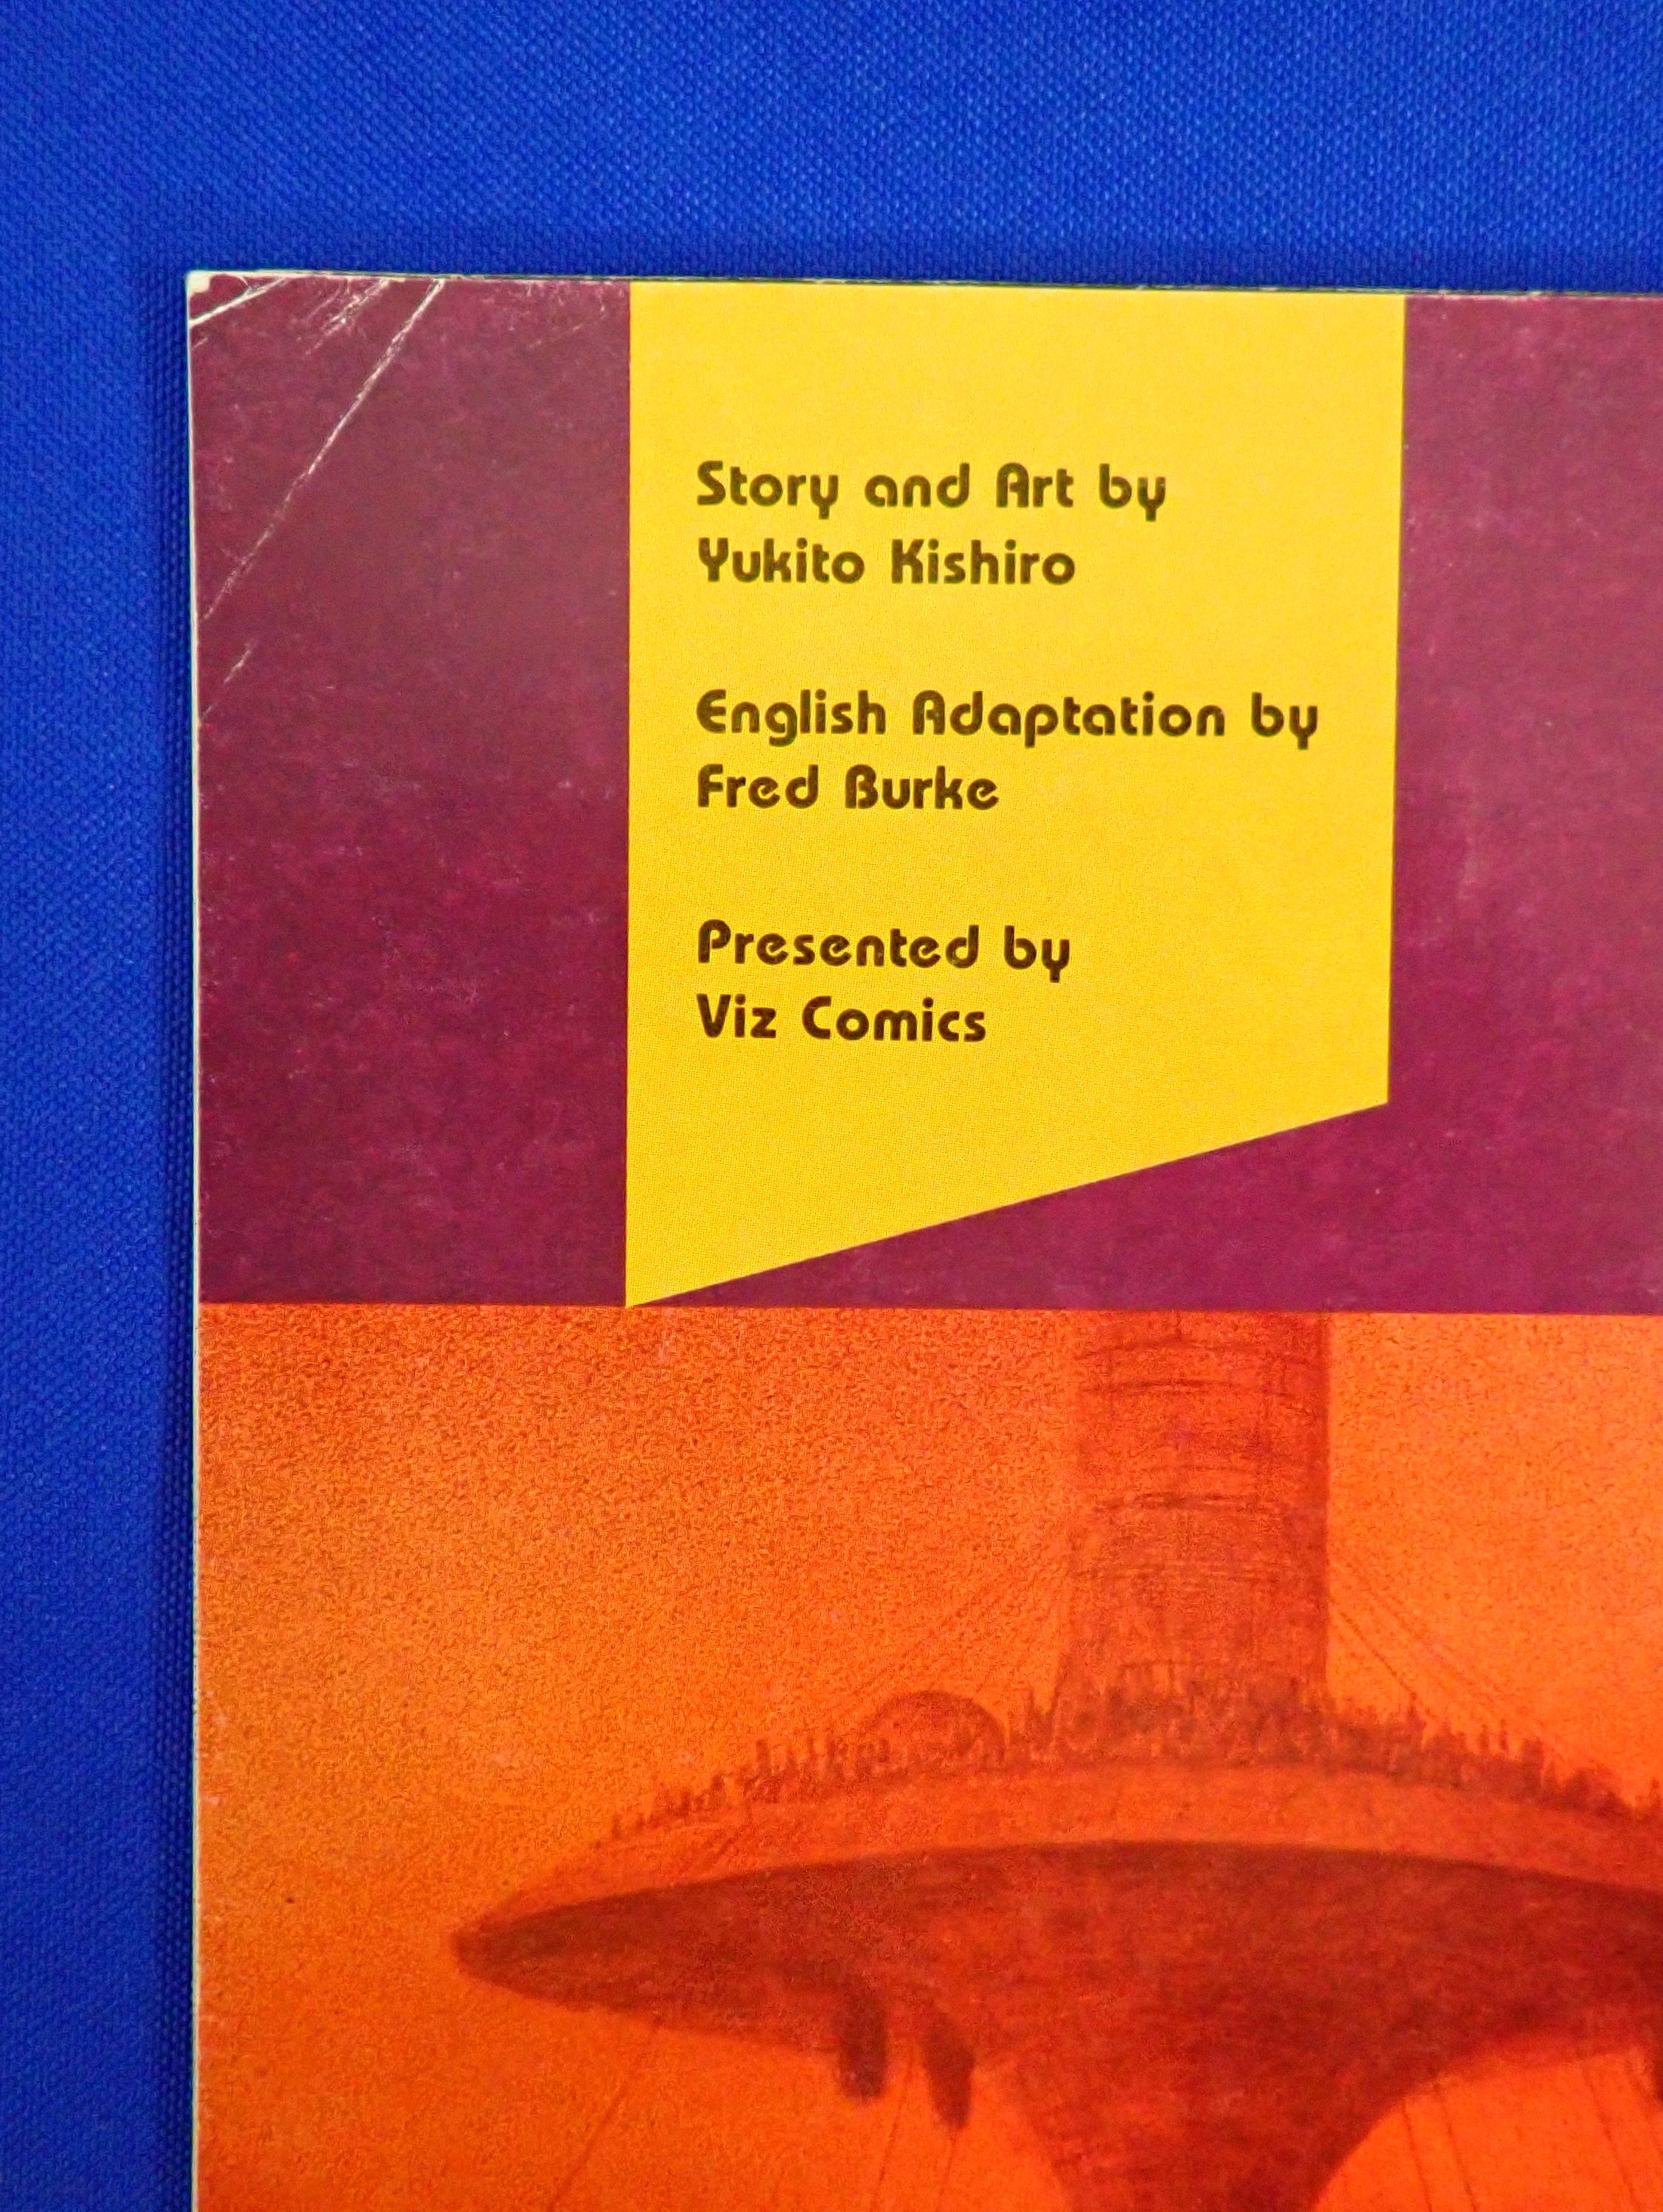 Story and Art by
Yukito Kishiro
English Adaptation by
Fred Burke
Presented by
Viz Comics